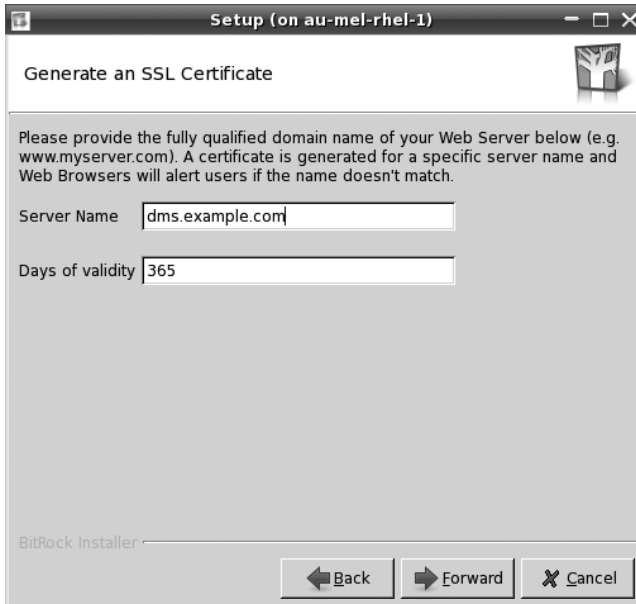 Setup (on au-mel-rhel-1)
Generate an SSL Certificate
Please provide the fully qualified domain name of your Web Server below (e.g.
www.myserver.com). A certificate is generated for a specific server name and
Web Browsers will alert users if the name doesn't match.
Server Name dms.example.com
Days of validity 365
BitRock Installer
Back Forward Cancel